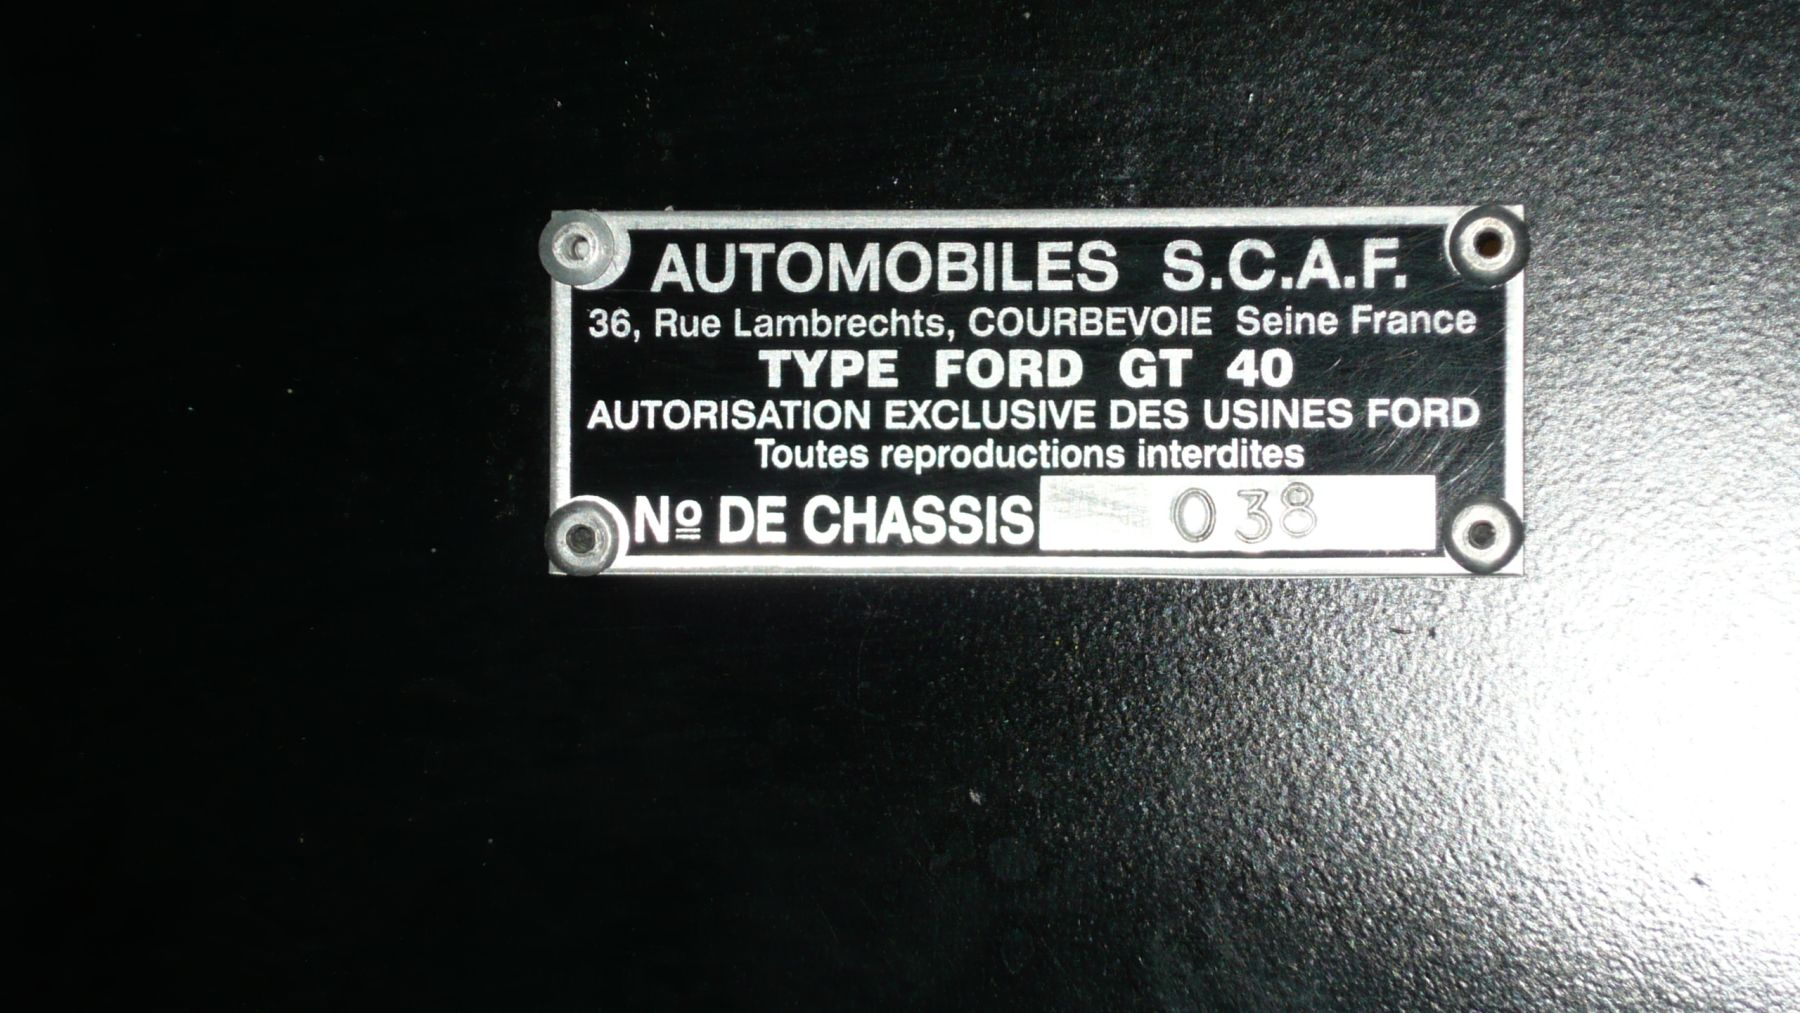 AUTOMOBILES S.C.A.F.
36, Rue Lambrechts, COURBEVOIE Seine France
TYPE FORD GT 40
AUTORISATION EXCLUSIVE DES USINES FORD
Toutes reproductions interdites
Nº DE CHASSIS 038